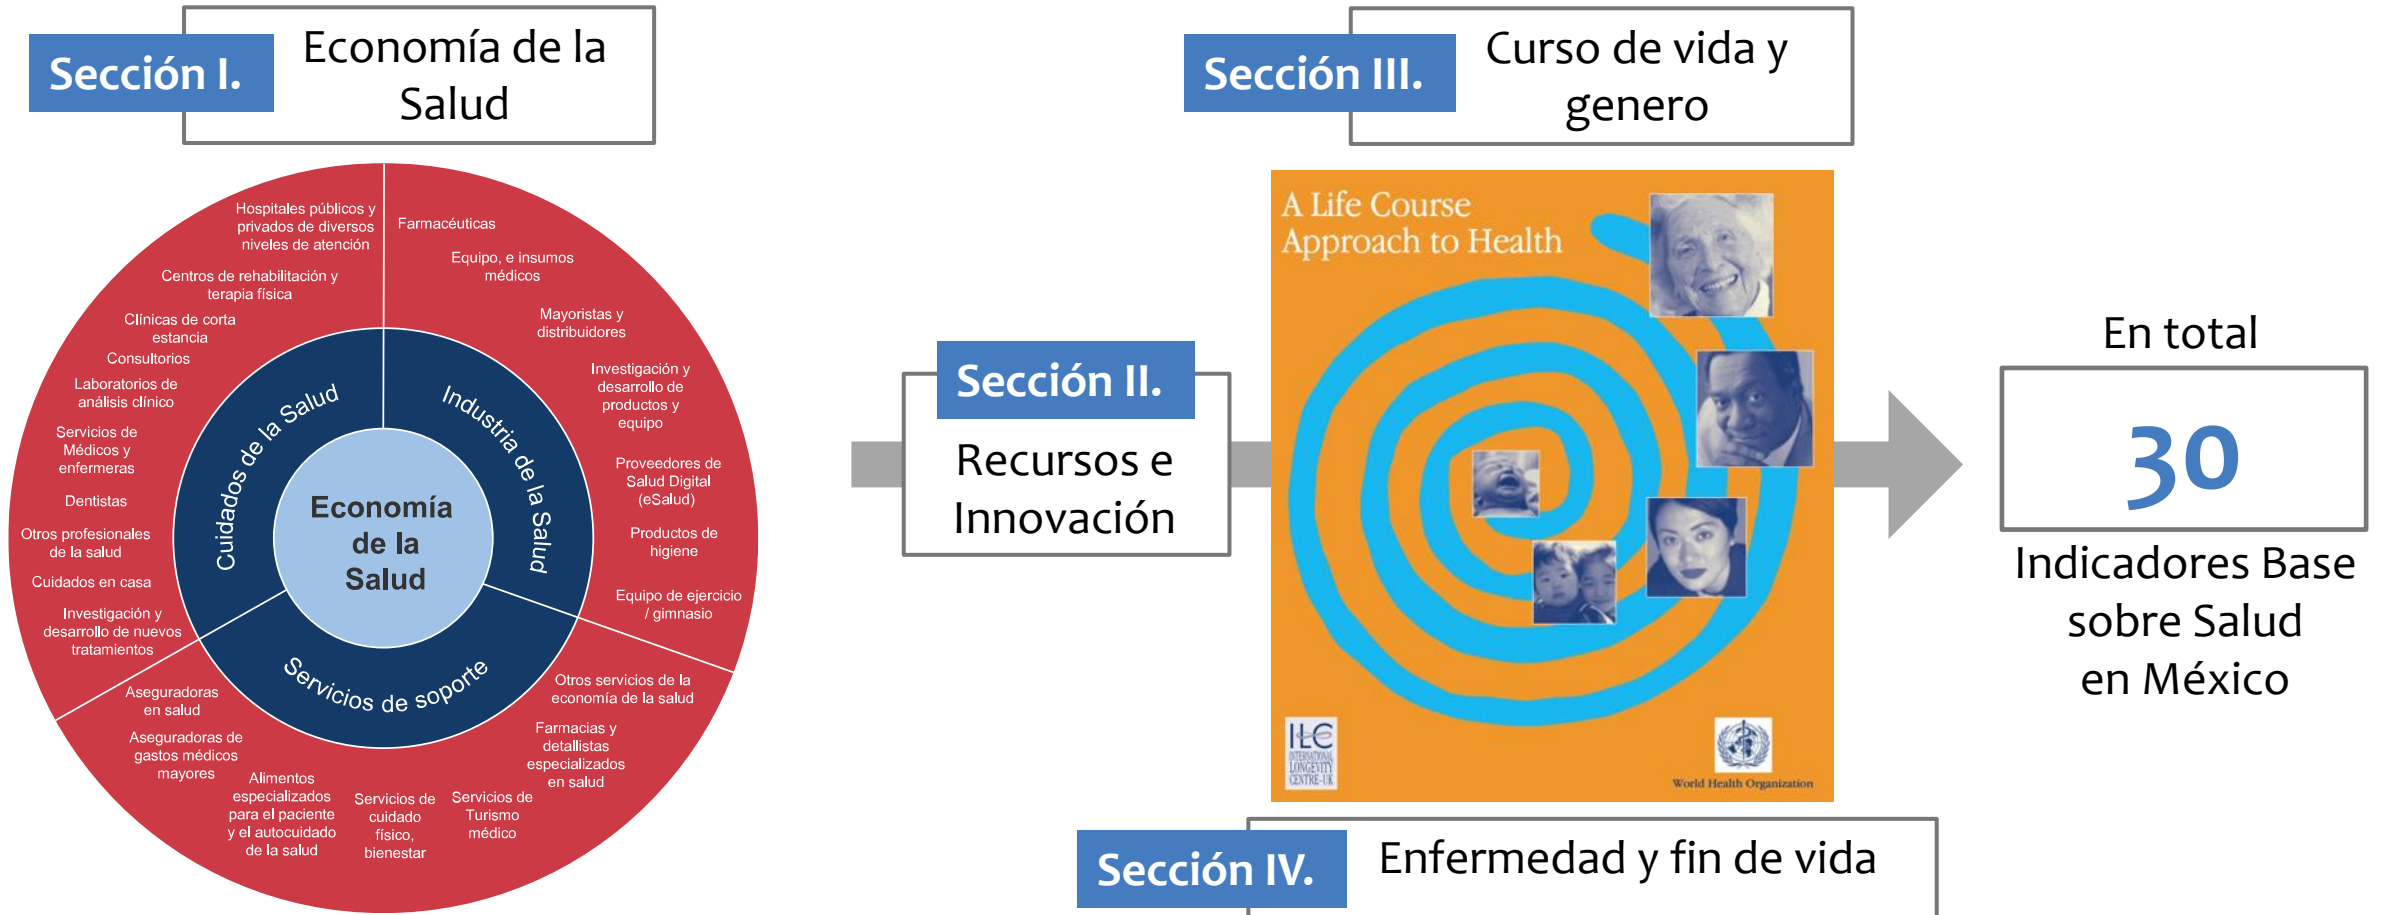 Sección I.
Economía de la
Salud
Hospitales públicos y
privados de diversos
niveles de atención
Centros de rehabilitación y
terapia física
Clínicas de corta
estancia
Consultorios
Laboratorios de
análisis clínico
Servicios de
Médicos y
enfermeras
Dentistas
Otros profesionales
de la salud
Cuidados en casa
Investigación y
desarrollo de nuevos
tratamientos
Farmacéuticas
Equipo, e insumos
médicos
Mayoristas y
distribuidores
Investigación y
desarrollo de
productos y
equipo
Proveedores de
Salud Digital
(eSalud)
Productos de
higiene
Equipo de ejercicio
/ gimnasio
Cuidados de la Salud
Industria de la Salud
Servicios de soporte
Economía
de la
Salud
Aseguradoras
en salud
Aseguradoras de
gastos médicos
mayores
Alimentos
especializados
para el paciente
y el autocuidado
de la salud
Servicios de
cuidado
físico,
bienestar
Servicios de
Turismo
médico
Farmacias y
detallistas
especializados
en salud
Otros servicios de la
economía de la salud
Sección II.
Recursos e
Innovación
Sección III.
Curso de vida y
genero
A Life Course
Approach to Health
ILC
INTERNATIONAL
LONGEVITY
CENTRE-UK
World Health Organization
Sección IV.
Enfermedad y fin de vida
En total
30
Indicadores Base
sobre Salud
en México